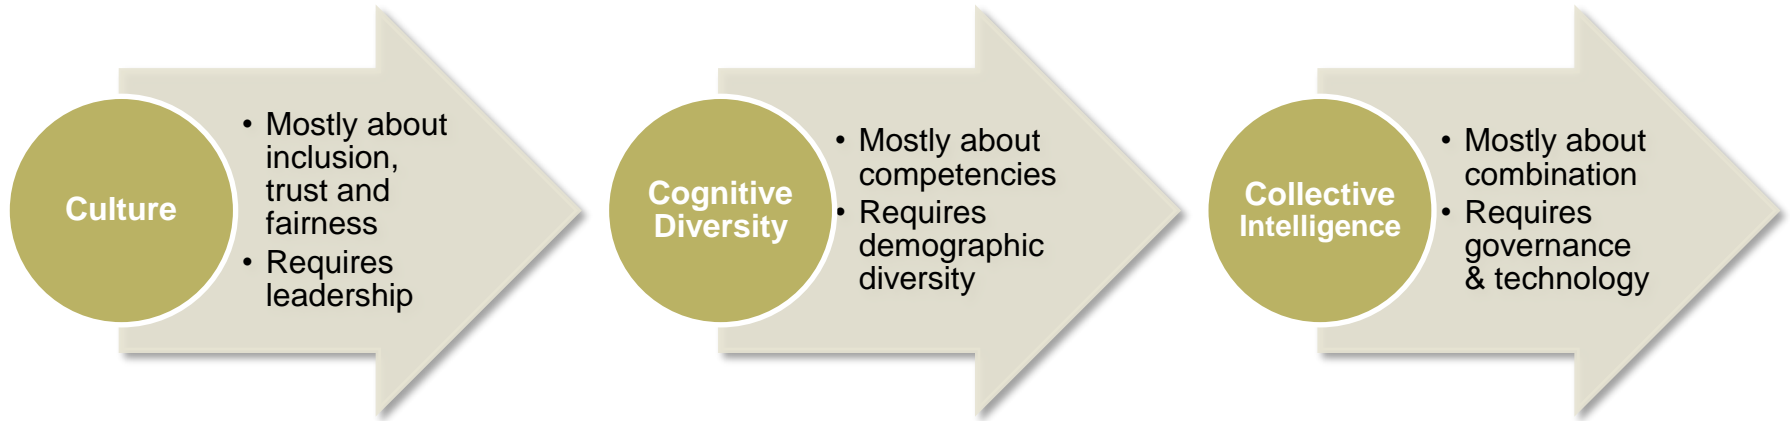 Culture
• Mostly about
inclusion,
trust and
fairness
• Requires
leadership
Cognitive
Diversity
• Mostly about
competencies
• Requires
demographic
diversity
Collective
Intelligence
• Mostly about
combination
• Requires
governance
& technology